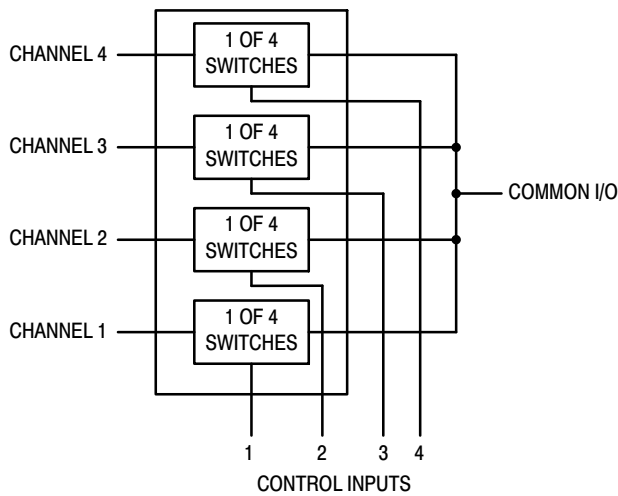 CHANNEL 4
1 OF 4
SWITCHES
CHANNEL 3
1 OF 4
SWITCHES
COMMON I/O
CHANNEL 2
1 OF 4
SWITCHES
CHANNEL 1
1 OF 4
SWITCHES
1 2 3 4
CONTROL INPUTS